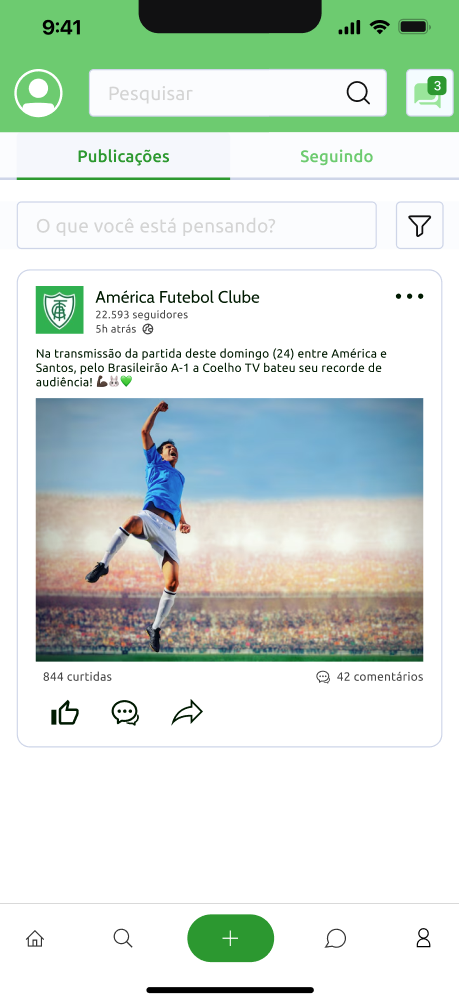 9:41
Pesquisar
3
Publicações
Seguindo
O que você está pensando?
América Futebol Clube
22.593 seguidores
5h atrás
Na transmissão da partida deste domingo (24) entre América e
Santos, pelo Brasileirão A-1 a Coelho TV bateu seu recorde de
audiência! 💪🏿🐰💚
844 curtidas
42 comentários